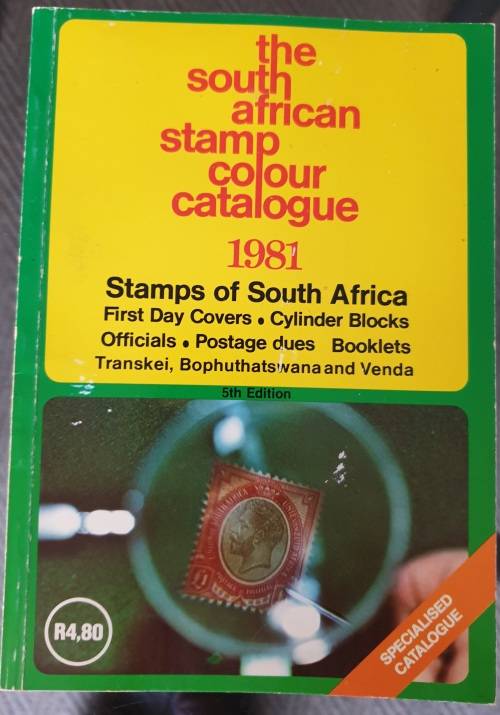 the
south
african
stamp
colour
catalogue
1981
Stamps of South Africa
First Day Covers • Cylinder Blocks
Officials • Postage dues Booklets
Transkei, Bophuthatswana and Venda
5th Edition
£1
R4,80
SPECIALISED
CATALOGUE